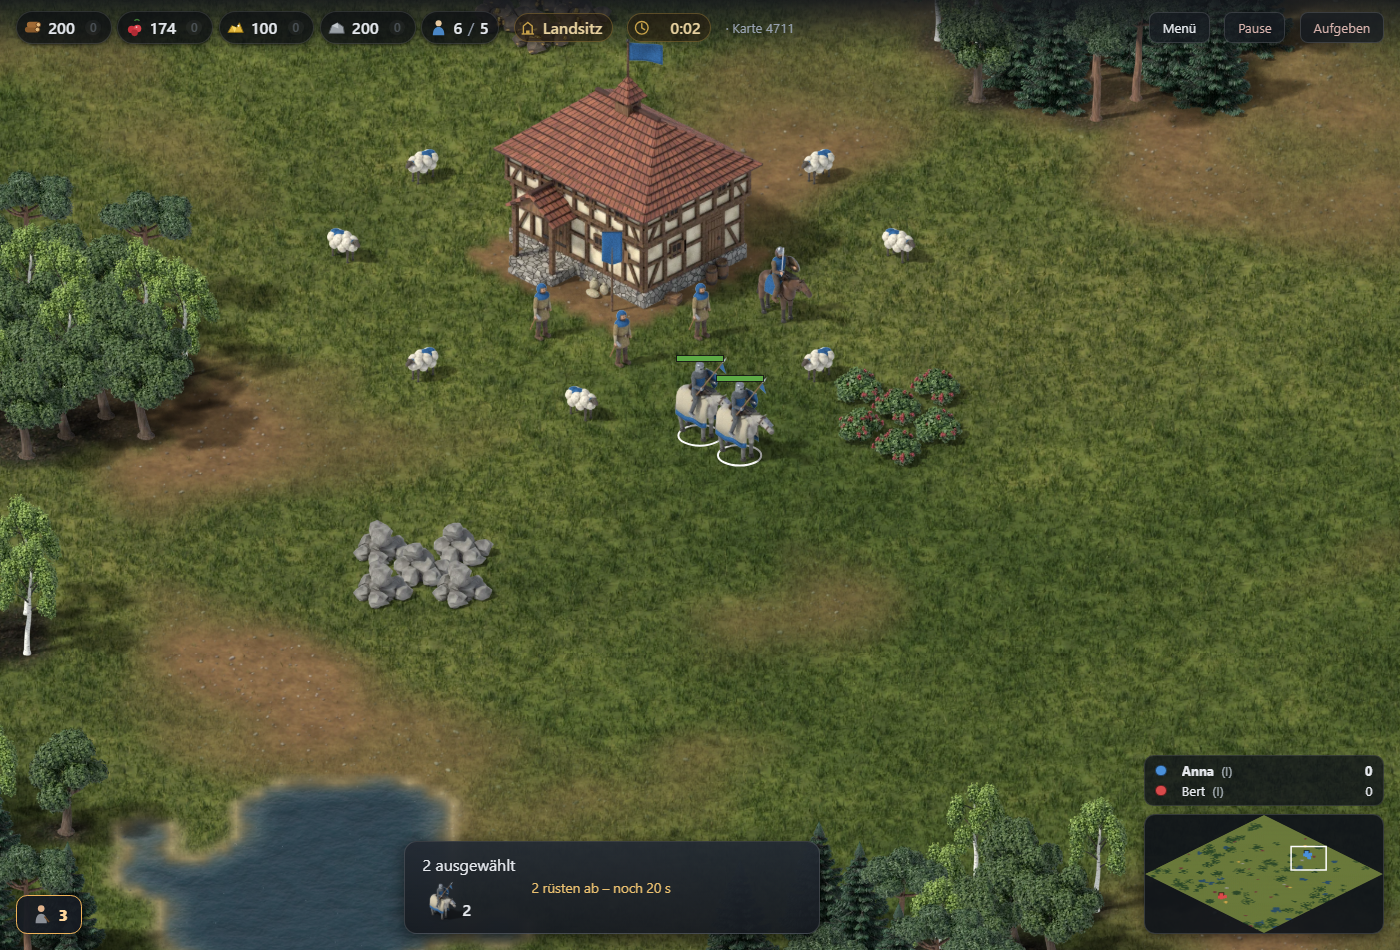 200 0
174 0
100 0
200 0
6 / 5
Landsitz
0:02
· Karte 4711
Menü
Pause
Aufgeben
Anna (I) 0
Bert (I) 0
2 ausgewählt
2 rüsten ab – noch 20 s
2
3